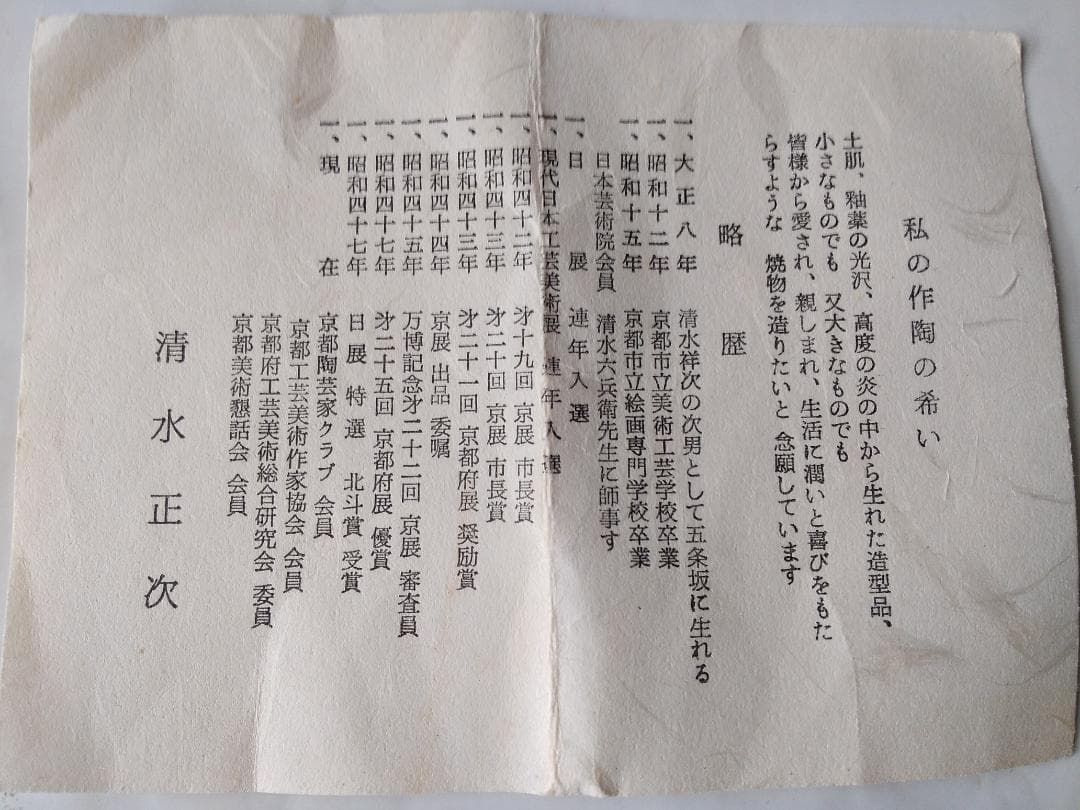 私の作陶の希い
土肌、釉薬の光沢、高度の炎の中から生れた造型品、
小さなものでも 又大きなものでも
皆様から愛され、親しまれ、生活に潤いと喜びをもた
らすような 焼物を造りたいと 念願しています
略歴
一、大正八年 清水祥次の次男として五条坂に生れる
一、昭和十二年 京都市立美術工芸学校卒業
一、昭和十五年 京都市立絵画専門学校卒業
日本芸術院会員 清水六兵衛先生に師事す
一、日展 連年入選
一、現代日本工芸美術展 連年入選
一、昭和四十二年 才十九回 京展 市長賞
一、昭和四十三年 才二十回 京展 市長賞
一、昭和四十三年 才二十一回 京都府展 奨励賞
一、昭和四十四年 京展 出品 委嘱
一、昭和四十五年 万博記念才二十二回 京展 審査員
一、昭和四十七年 才二十五回 京都府展 優賞
一、昭和四十七年 日展 特選 北斗賞 受賞
一、現在 京都陶芸家クラブ 会員
京都工芸美術作家協会 会員
京都府工芸美術総合研究会 委員
京都美術懇話会 会員
清水正次